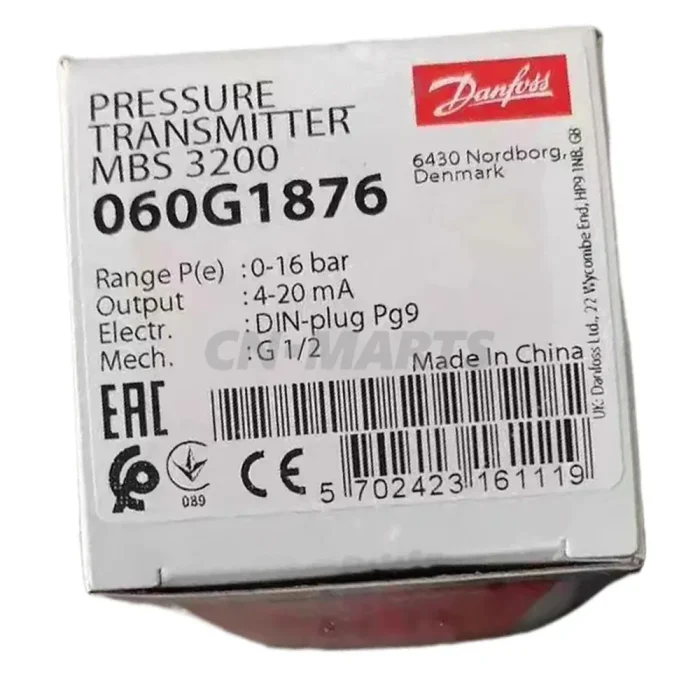 PRESSURE
TRANSMITTER
MBS 3200
060G1876
Danfoss
6430 Nordborg,
Denmark
Range P(e) :0-16 bar
Output :4-20 mA
Electr. :DIN-plug Pg9
Mech. :G 1/2
CN-MARTS
Made In China
UK: Danfoss Ltd., 22 Wycombe End, HP9 1NB, GB
EAC
089
CE
5 702423 161119